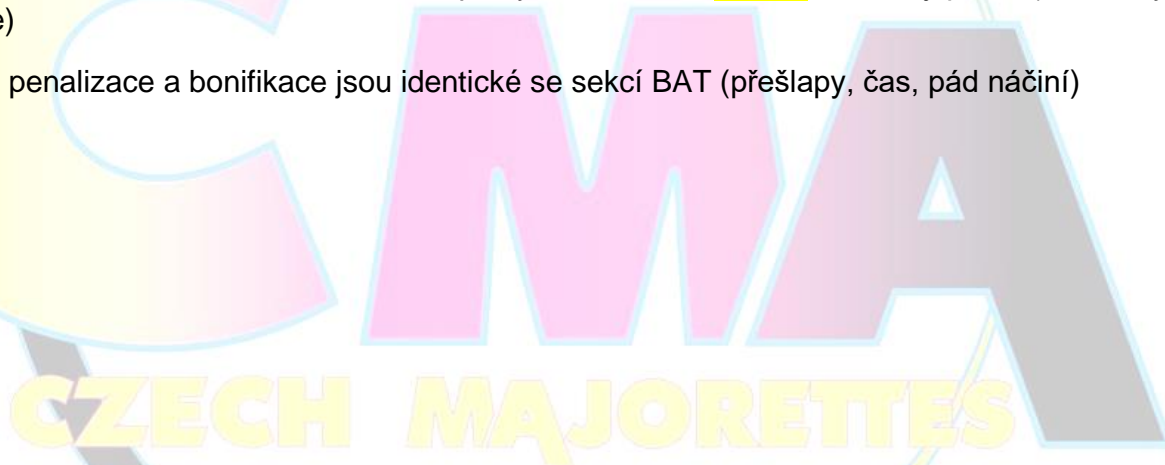 e)
penalizace a bonifikace jsou identické se sekcí BAT (přešlapy, čas, pád náčiní)
CMA
CZECH MAJORETTES